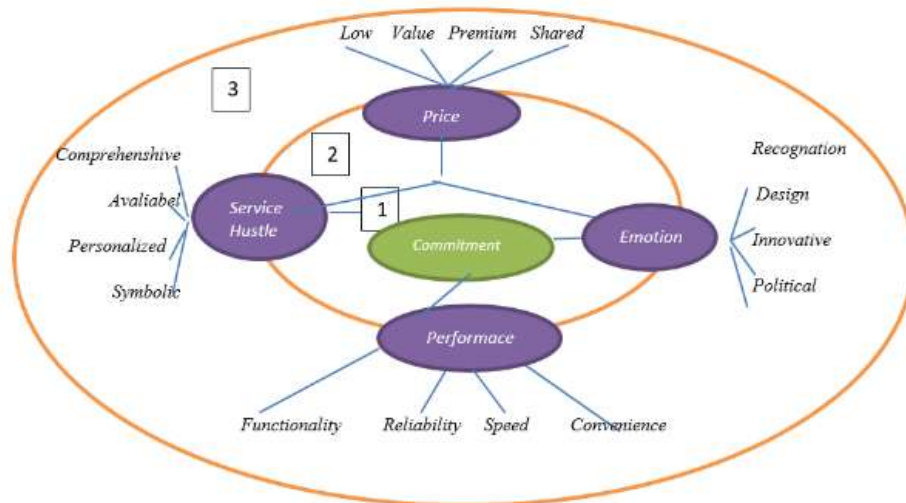 Low Value Premium Shared
3
Price
Comprenhshive
2
Recognation
Avaliabel
Design
Service
Hustle
1
Personalized
Commitment
Emotion
Innovative
Symbolic
Political
Performace
Functionality Reliability Speed Convenience